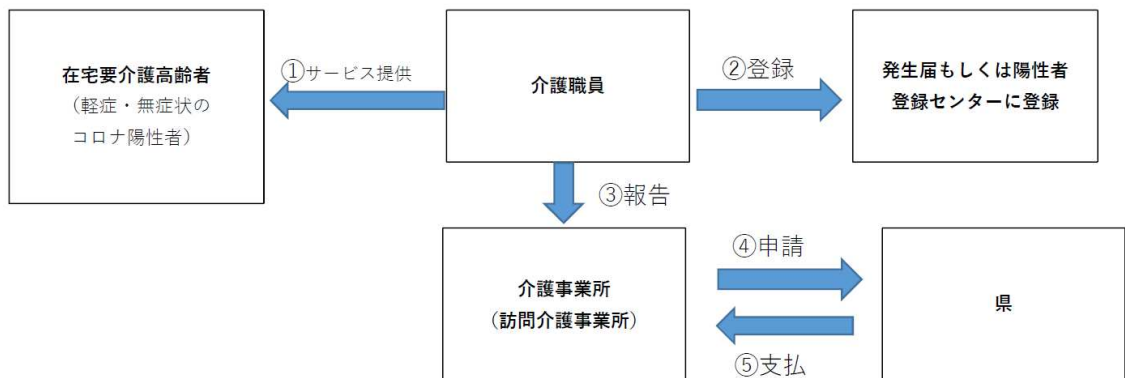 在宅要介護高齢者
（軽症・無症状の
コロナ陽性者）
①サービス提供
介護職員
②登録
発生届もしくは陽性者
登録センターに登録
③報告
介護事業所
（訪問介護事業所）
④申請
⑤支払
県